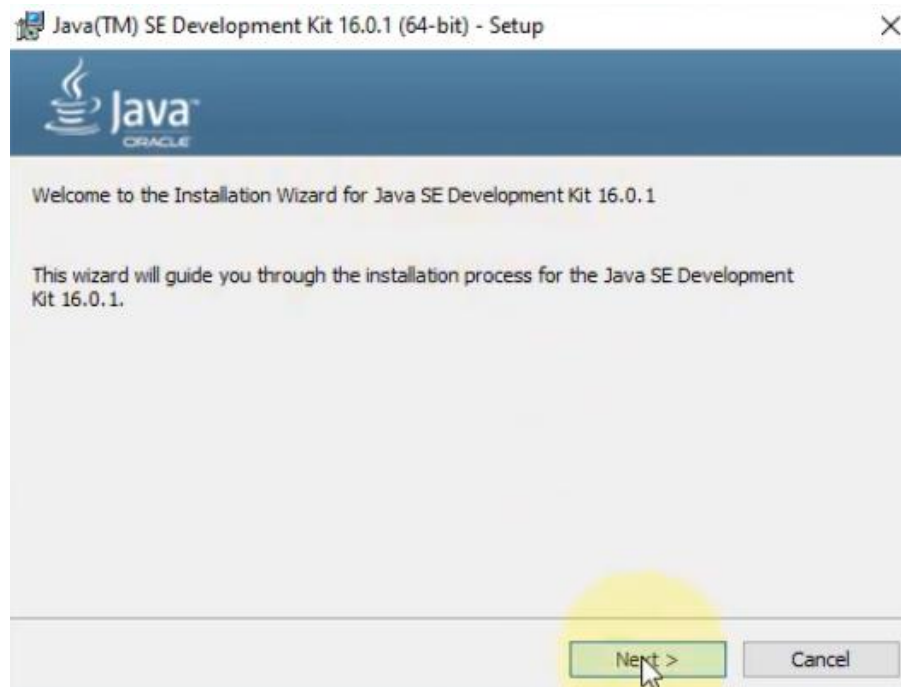 Java(TM) SE Development Kit 16.0.1 (64-bit) - Setup
Java™
ORACLE
Welcome to the Installation Wizard for Java SE Development Kit 16.0.1
This wizard will guide you through the installation process for the Java SE Development
Kit 16.0.1.
Next >
Cancel